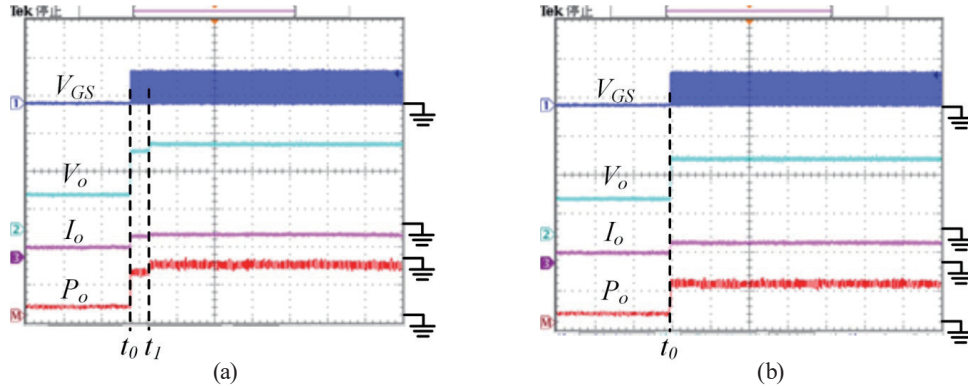 Tek 停止
V_GS
1
V_o
2
I_o
3
P_o
M
t_0 t_1
(a)
Tek 停止
V_GS
1
V_o
2
I_o
3
P_o
M
t_0
(b)